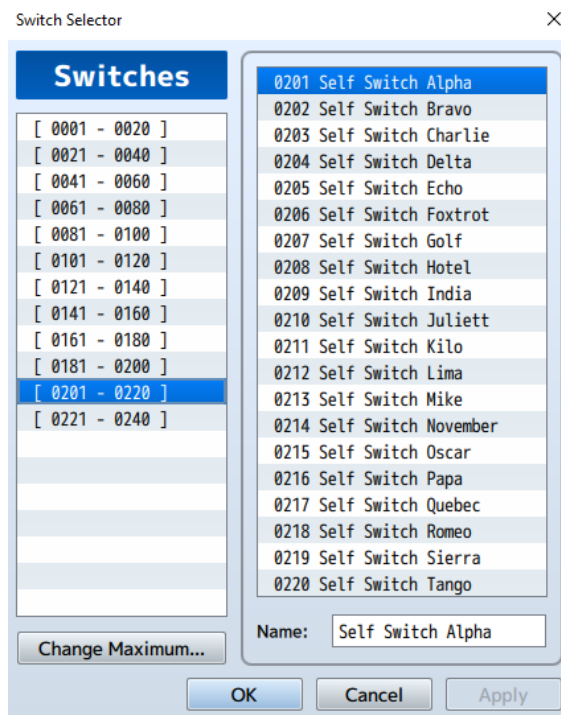 Switch Selector
Switches
[ 0001 - 0020 ]
[ 0021 - 0040 ]
[ 0041 - 0060 ]
[ 0061 - 0080 ]
[ 0081 - 0100 ]
[ 0101 - 0120 ]
[ 0121 - 0140 ]
[ 0141 - 0160 ]
[ 0161 - 0180 ]
[ 0181 - 0200 ]
[ 0201 - 0220 ]
[ 0221 - 0240 ]
Change Maximum...
0201 Self Switch Alpha
0202 Self Switch Bravo
0203 Self Switch Charlie
0204 Self Switch Delta
0205 Self Switch Echo
0206 Self Switch Foxtrot
0207 Self Switch Golf
0208 Self Switch Hotel
0209 Self Switch India
0210 Self Switch Juliett
0211 Self Switch Kilo
0212 Self Switch Lima
0213 Self Switch Mike
0214 Self Switch November
0215 Self Switch Oscar
0216 Self Switch Papa
0217 Self Switch Quebec
0218 Self Switch Romeo
0219 Self Switch Sierra
0220 Self Switch Tango
Name: Self Switch Alpha
OK Cancel Apply